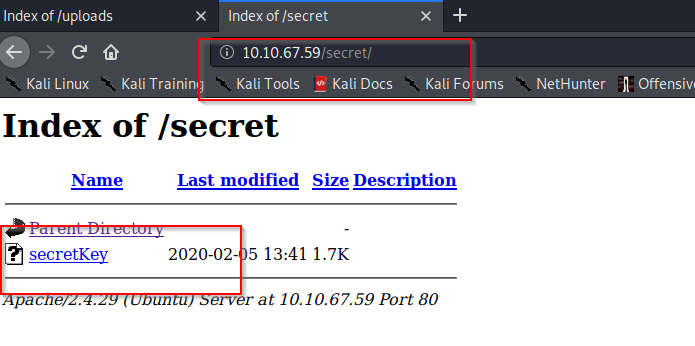 Index of /uploads Index of /secret
10.10.67.59/secret/
Kali Linux Kali Training Kali Tools Kali Docs Kali Forums NetHunter Offensiv
Index of /secret
Name Last modified Size Description
Parent Directory -
secretKey 2020-02-05 13:41 1.7K
Apache/2.4.29 (Ubuntu) Server at 10.10.67.59 Port 80